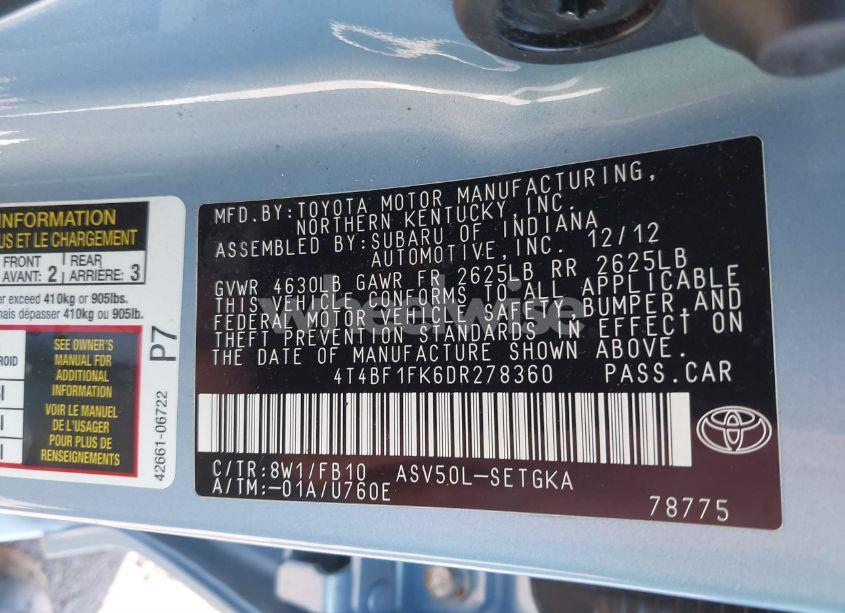 INFORMATION
US ET LE CHARGEMENT
FRONT
AVANT: 2
REAR
ARRIÈRE: 3
er exceed 410kg or 905lbs.
mais dépasser 410kg ou 905lb.
SEE OWNER'S
MANUAL FOR
ADDITIONAL
INFORMATION
VOIR LE MANUEL
DE L'USAGER
POUR PLUS DE
RENSEIGNEMENTS
P7
42661-06722
MFD.BY:TOYOTA MOTOR MANUFACTURING,
NORTHERN KENTUCKY,INC.
ASSEMBLED BY:SUBARU OF INDIANA
AUTOMOTIVE,INC. 12/12
GVWR 4630LB GAWR FR 2625LB RR 2625LB
THIS VEHICLE CONFORMS TO ALL APPLICABLE
FEDERAL MOTOR VEHICLE SAFETY,BUMPER,AND
THEFT PREVENTION STANDARDS IN EFFECT ON
THE DATE OF MANUFACTURE SHOWN ABOVE.
4T4BF1FK6DR278360 PASS.CAR
C/TR:8W1/FB10 ASV50L-SETGKA
A/TM:-01A/U760E
78775
wheelwise